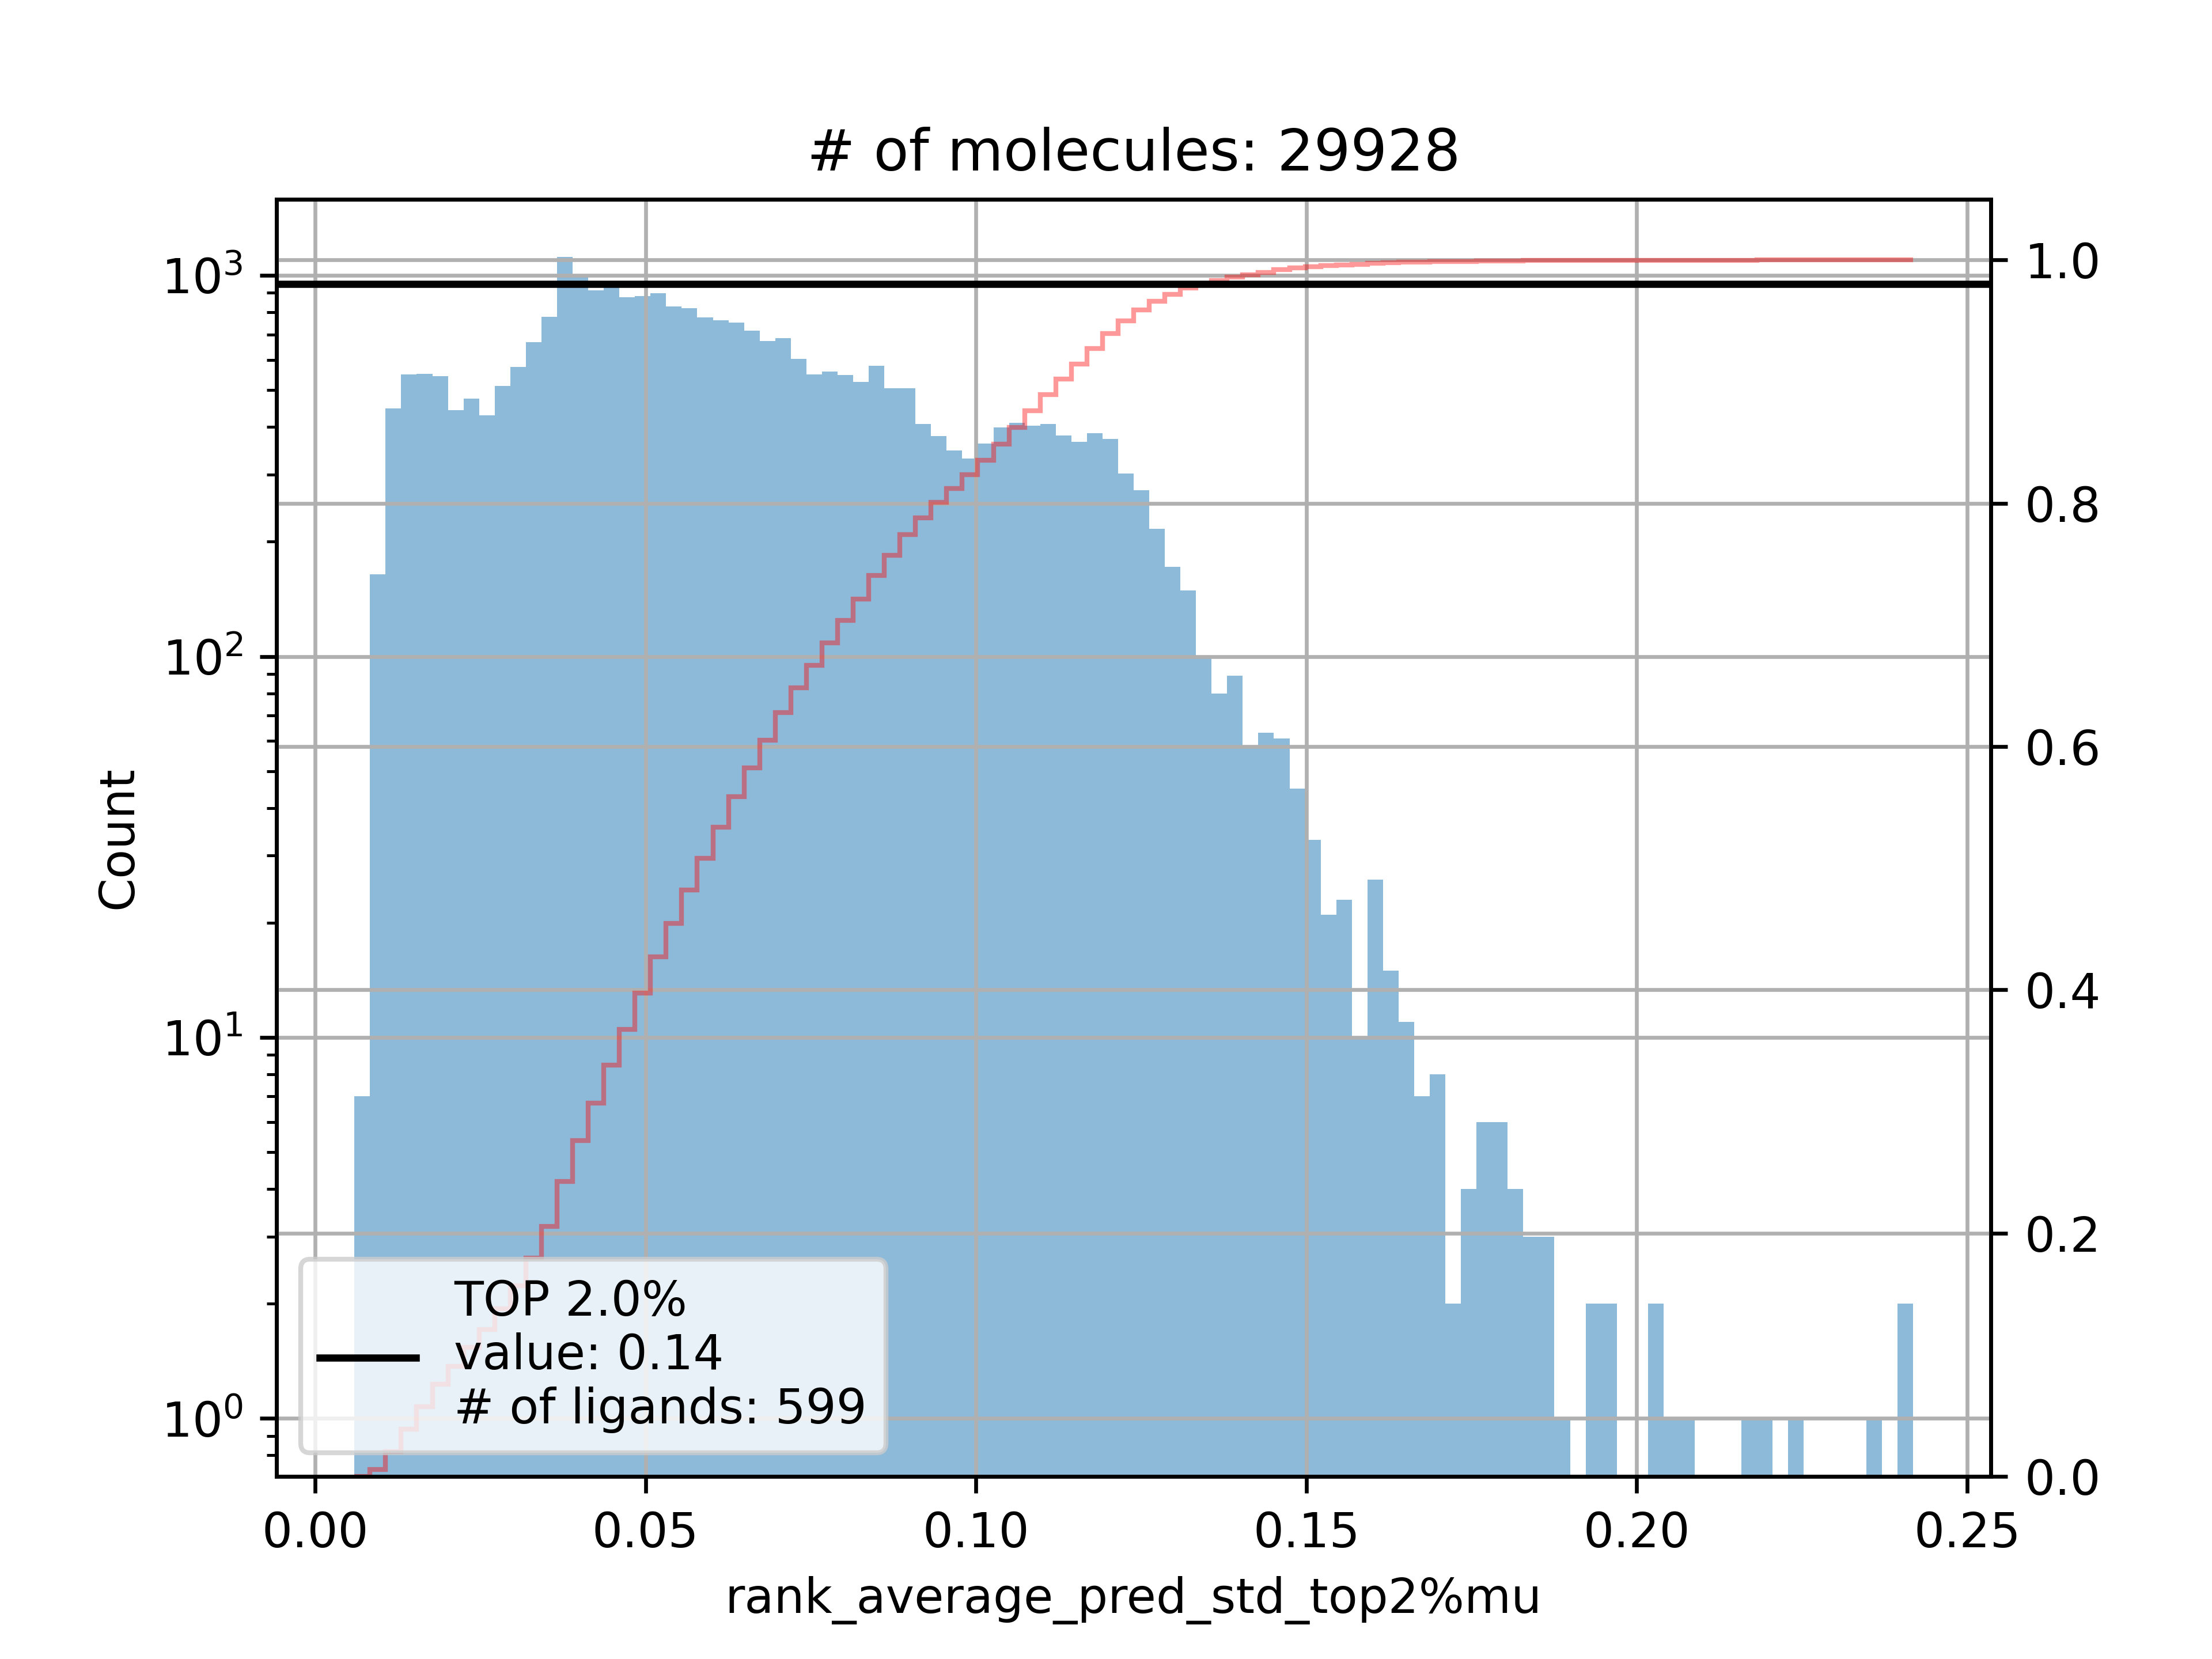 # of molecules: 29928
10³
10²
10¹
10⁰
Count
1.0
0.8
0.6
0.4
0.2
0.0
TOP 2.0%
value: 0.14
# of ligands: 599
0.00 0.05 0.10 0.15 0.20 0.25
rank_average_pred_std_top2%mu